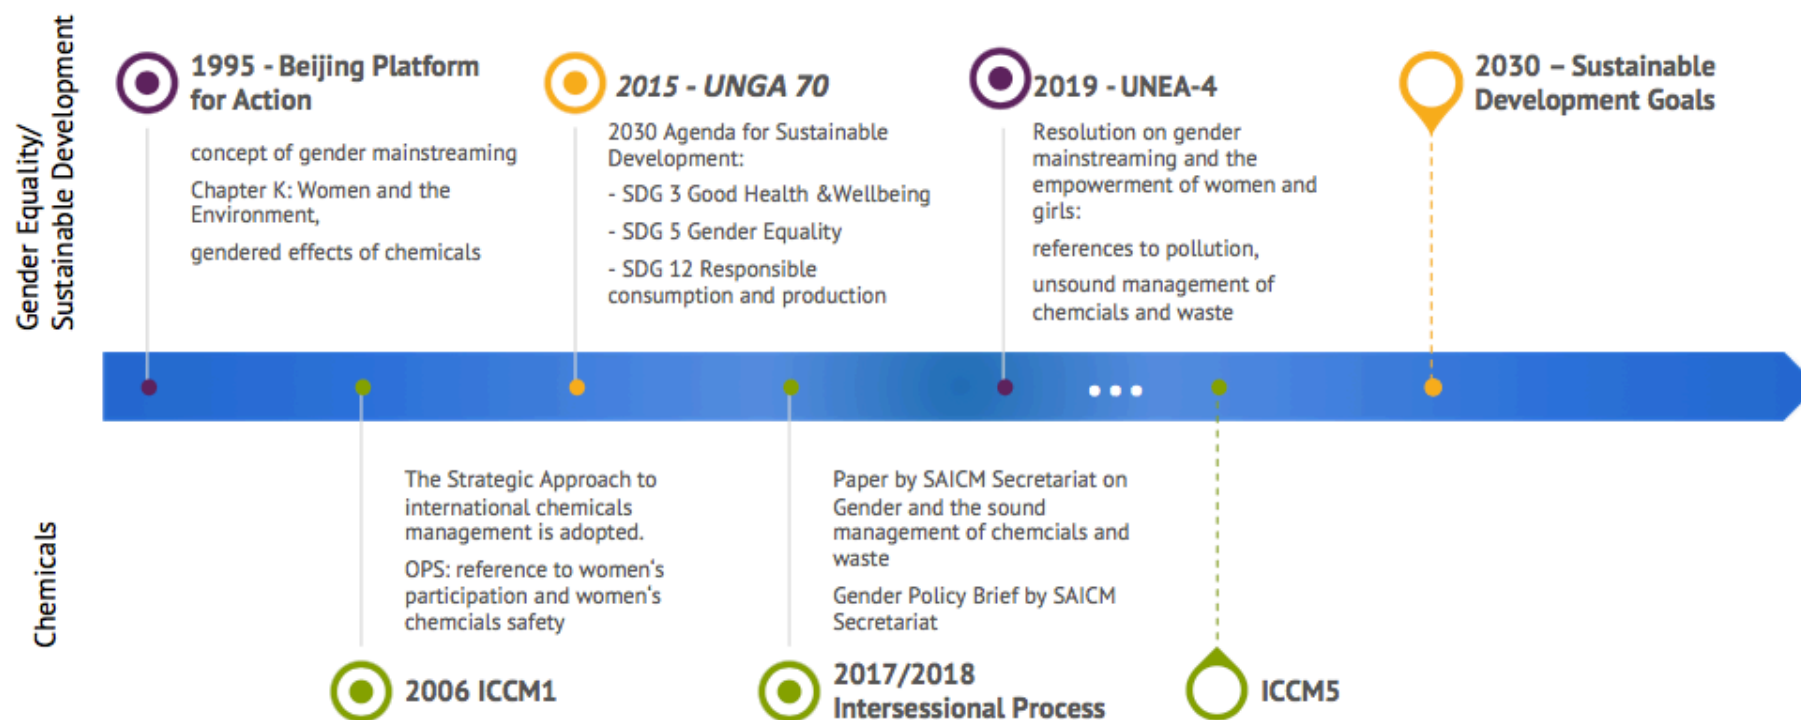 Gender Equality/
Sustainable Development
1995 - Beijing Platform
for Action
concept of gender mainstreaming
Chapter K: Women and the
Environment,
gendered effects of chemicals
2015 - UNGA 70
2030 Agenda for Sustainable
Development:
- SDG 3 Good Health &Wellbeing
- SDG 5 Gender Equality
- SDG 12 Responsible
consumption and production
2019 - UNEA-4
Resolution on gender
mainstreaming and the
empowerment of women and
girls:
references to pollution,
unsound management of
chemcials and waste
2030 – Sustainable
Development Goals
Chemicals
The Strategic Approach to
international chemicals
management is adopted.
OPS: reference to women‘s
participation and women‘s
chemcials safety
2006 ICCM1
Paper by SAICM Secretariat on
Gender and the sound
management of chemcials and
waste
Gender Policy Brief by SAICM
Secretariat
2017/2018
Intersessional Process
ICCM5